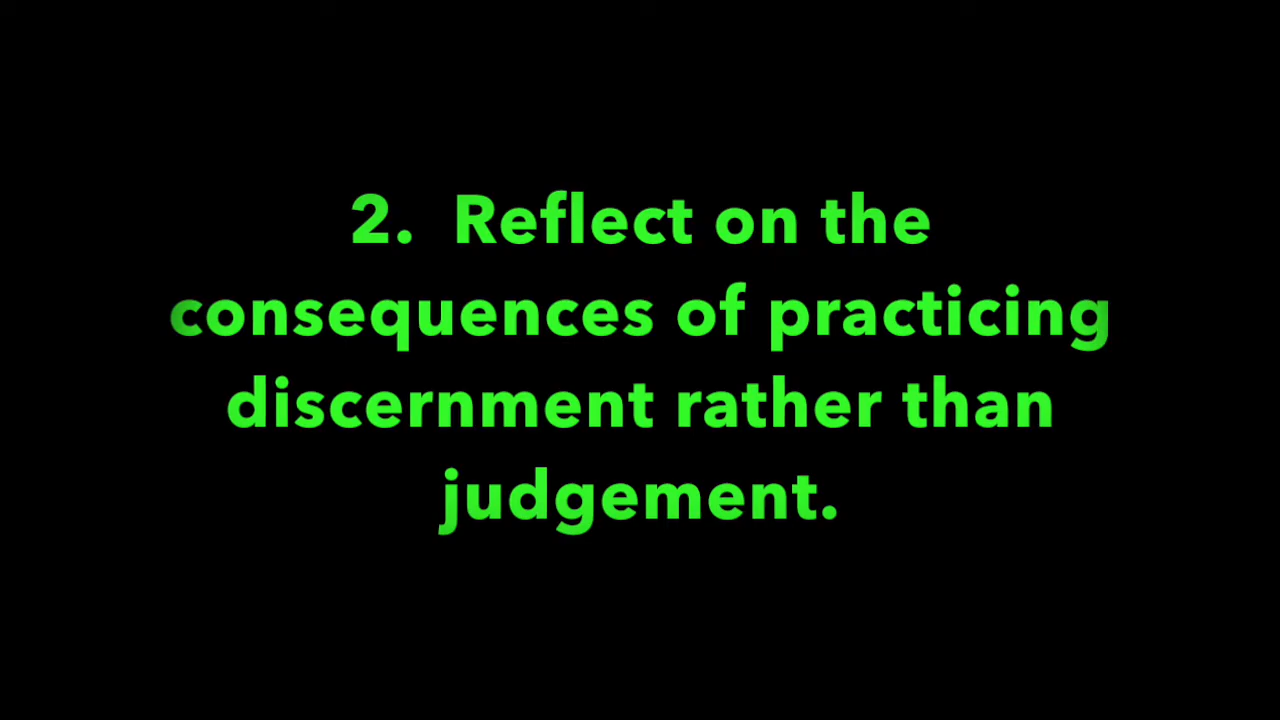 2.  Reflect on the
consequences of practicing
discernment rather than
judgement.